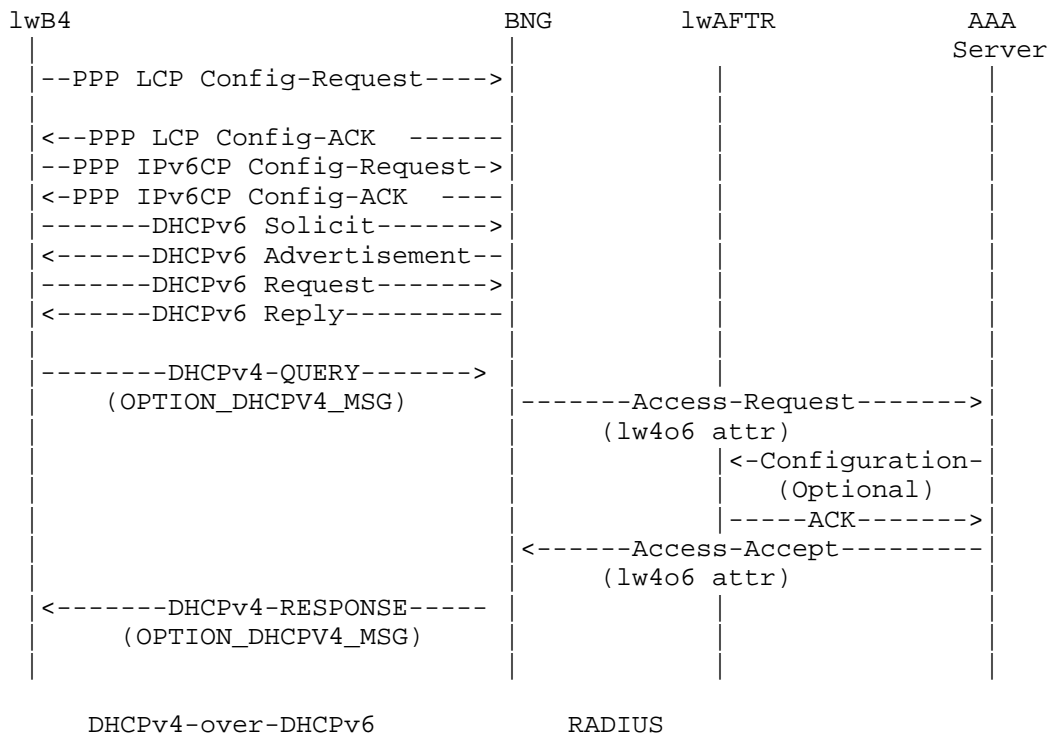 lwB4                           BNG         lwAFTR           AAA
 |                              |                          Server
 |--PPP LCP Config-Request---->|            |                |
 |                              |            |                |
 |<--PPP LCP Config-ACK  ------|            |                |
 |--PPP IPv6CP Config-Request->|            |                |
 |<-PPP IPv6CP Config-ACK  ----|            |                |
 |-------DHCPv6 Solicit------->|            |                |
 |<------DHCPv6 Advertisement--|            |                |
 |-------DHCPv6 Request------->|            |                |
 |<------DHCPv6 Reply----------|            |                |
 |                              |            |                |
 |--------DHCPv4-QUERY------->  |            |                |
 |    (OPTION_DHCPV4_MSG)       |-------Access-Request------->|
 |                              |     (lw4o6 attr)            |
 |                              |            |<-Configuration-|
 |                              |            |   (Optional)   |
 |                              |            |-----ACK------->|
 |                              |<------Access-Accept---------|
 |                              |     (lw4o6 attr)            |
 |<-------DHCPv4-RESPONSE-----  |            |                |
 |     (OPTION_DHCPV4_MSG)      |            |                |
 |                              |            |                |
     DHCPv4-over-DHCPv6            RADIUS